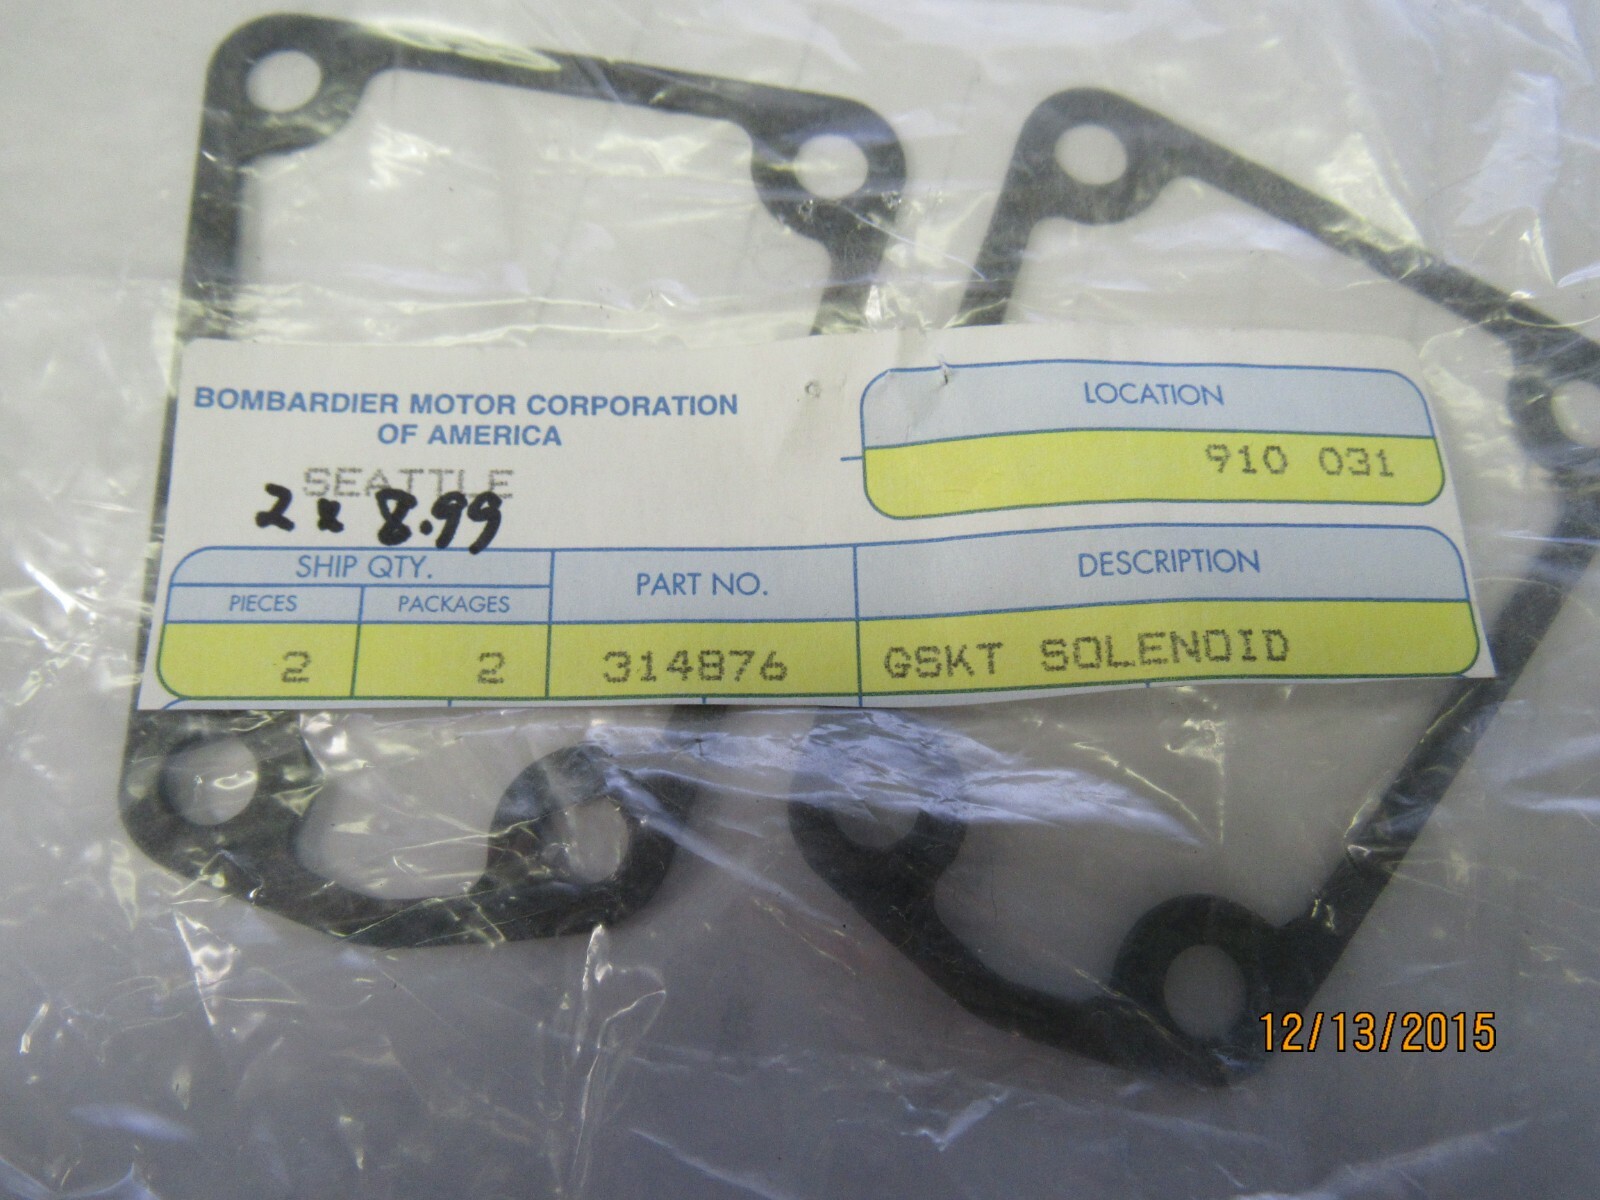 BOMBARDIER MOTOR CORPORATION
OF AMERICA
SEATTLE
2 x 8.99
LOCATION
910 031
SHIP QTY.
PIECES PACKAGES
PART NO.
DESCRIPTION
2 2 314876 GSKT SOLENOID
12/13/2015